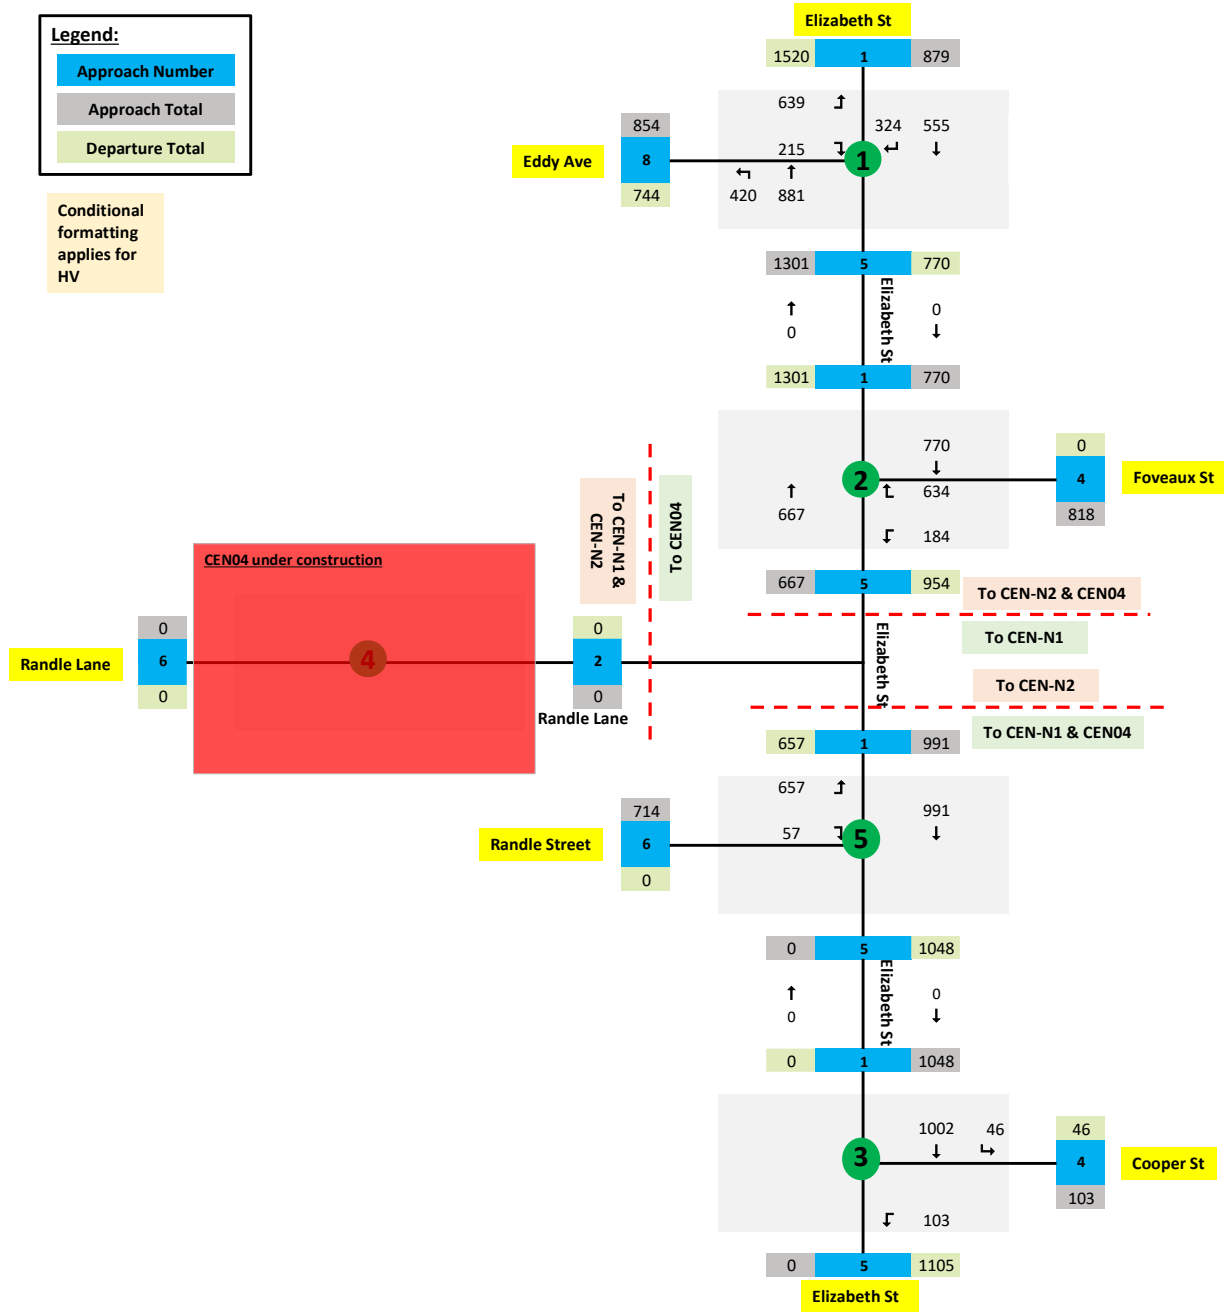 Elizabeth St
Legend:
Approach Number
Approach Total
Departure Total
1520 1 879
639
324 555
854
8
744
Eddy Ave
215
1
420 881
Conditional
formatting
applies for
HV
1301 5 770
Elizabeth St
0
0
1301 1 770
770
0
4
818
Foveaux St
2
634
667
184
To CEN-N1 &
CEN-N2
To CEN04
CEN04 under construction
667 5 954
To CEN-N2 & CEN04
To CEN-N1
Elizabeth St
0
6
0
Randle Lane
4
0
2
0
Randle Lane
To CEN-N2
To CEN-N1 & CEN04
657 1 991
657
991
714
6
0
Randle Street
57
5
0 5 1048
Elizabeth St
0
0
0 1 1048
1002 46
46
4
103
Cooper St
3
103
0 5 1105
Elizabeth St